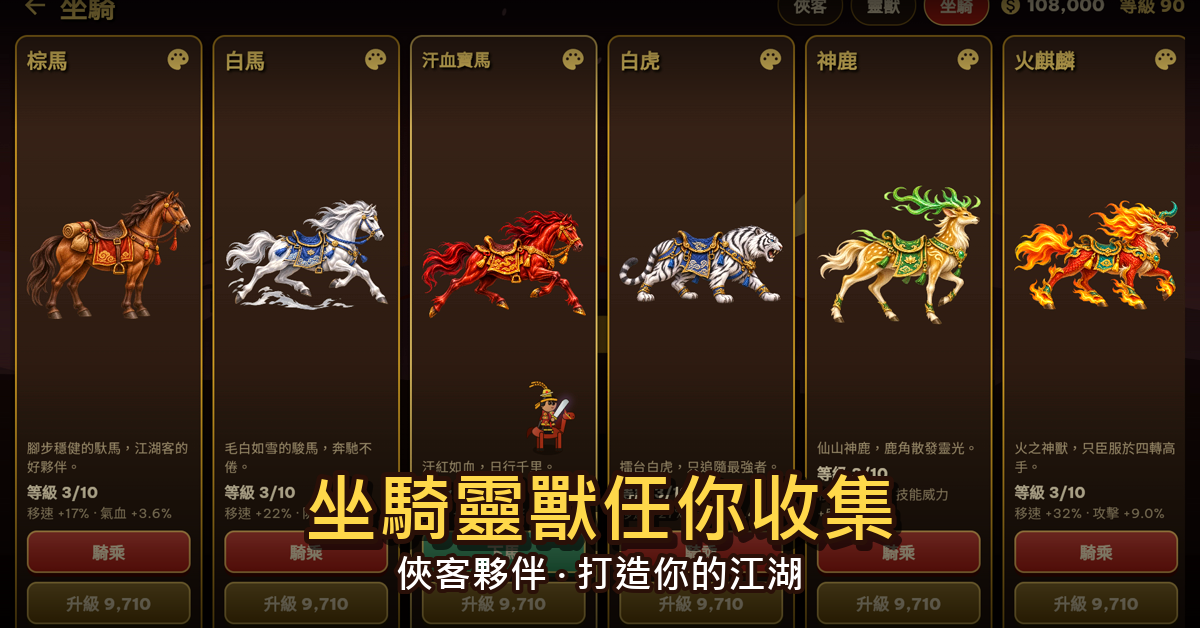 坐騎
俠客 靈獸 坐騎 108,000 等級 90
棕馬 白馬 汗血寶馬 白虎 神鹿 火麒麟
腳步穩健的馱馬，江湖客的好夥伴。
等級 3/10
移速 +17% · 氣血 +3.6%
騎乘
升級 9,710
毛白如雪的駿馬，奔馳不倦。
等級 3/10
移速 +22% ·
騎乘
升級 9,710
汗紅如血，日行千里。
升級 9,710
擂台白虎，只追隨最強者。
升級 9,710
仙山神鹿，鹿角散發靈光。
等級 3/10
技能威力
騎乘
升級 9,710
火之神獸，只臣服於四轉高手。
等級 3/10
移速 +32% · 攻擊 +9.0%
騎乘
升級 9,710
坐騎靈獸任你收集
俠客夥伴 · 打造你的江湖